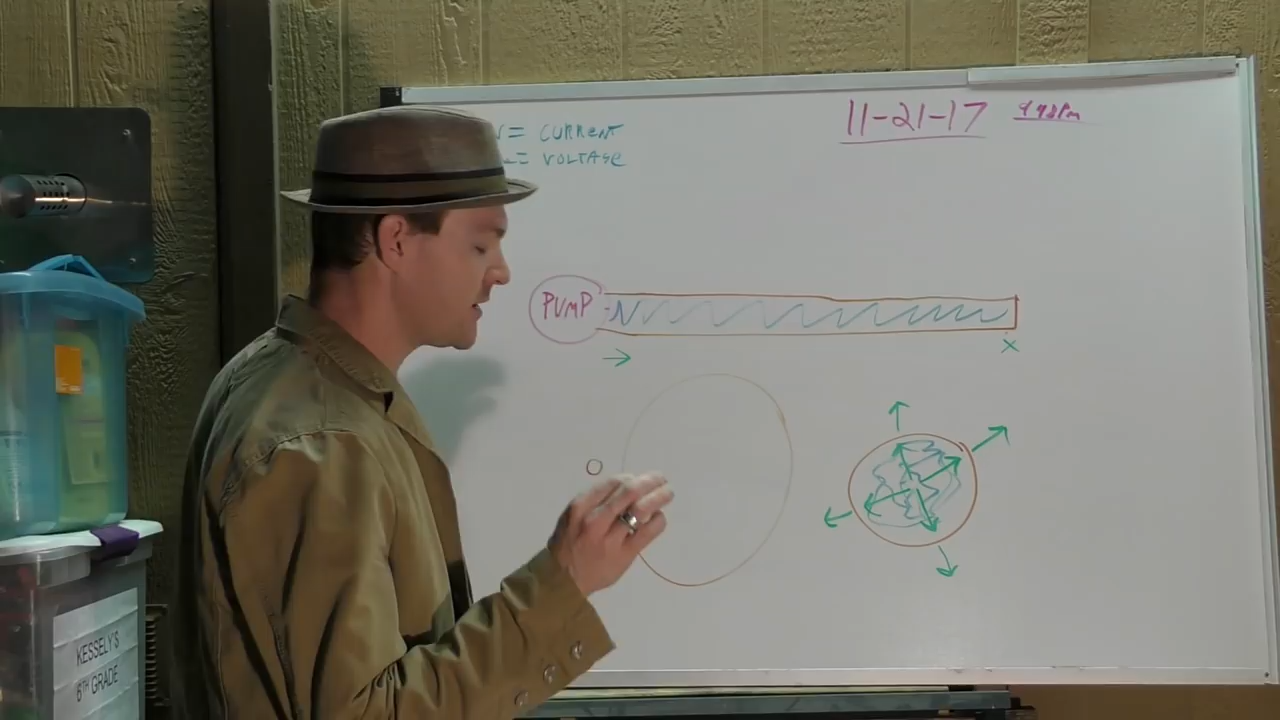 = CURRENT
= VOLTAGE
11-21-17
PUMP
X
KESSELY'S
6TH GRADE